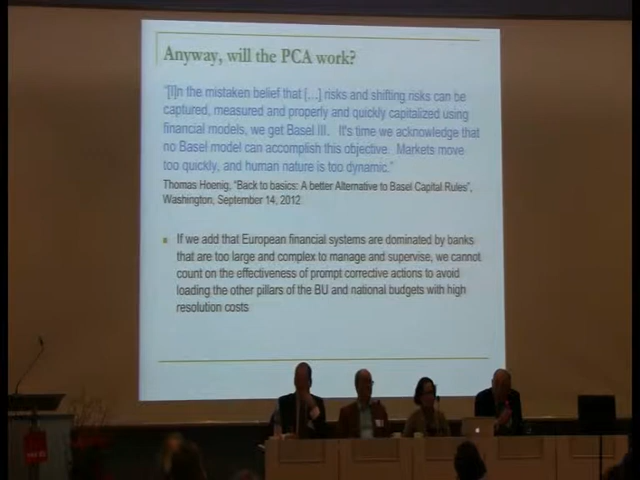 Anyway, will the PCA work?
"[I]n the mistaken belief that [...] risks and shifting risks can be
captured, measured and properly and quickly capitalized using
financial models, we get Basel III. It's time we acknowledge that
no Basel model can accomplish this objective. Markets move
too quickly, and human nature is too dynamic."
Thomas Hoenig, "Back to basics: A better Alternative to Basel Capital Rules",
Washington, September 14, 2012
If we add that European financial systems are dominated by banks
that are too large and complex to manage and supervise, we cannot
count on the effectiveness of prompt corrective actions to avoid
loading the other pillars of the BU and national budgets with high
resolution costs